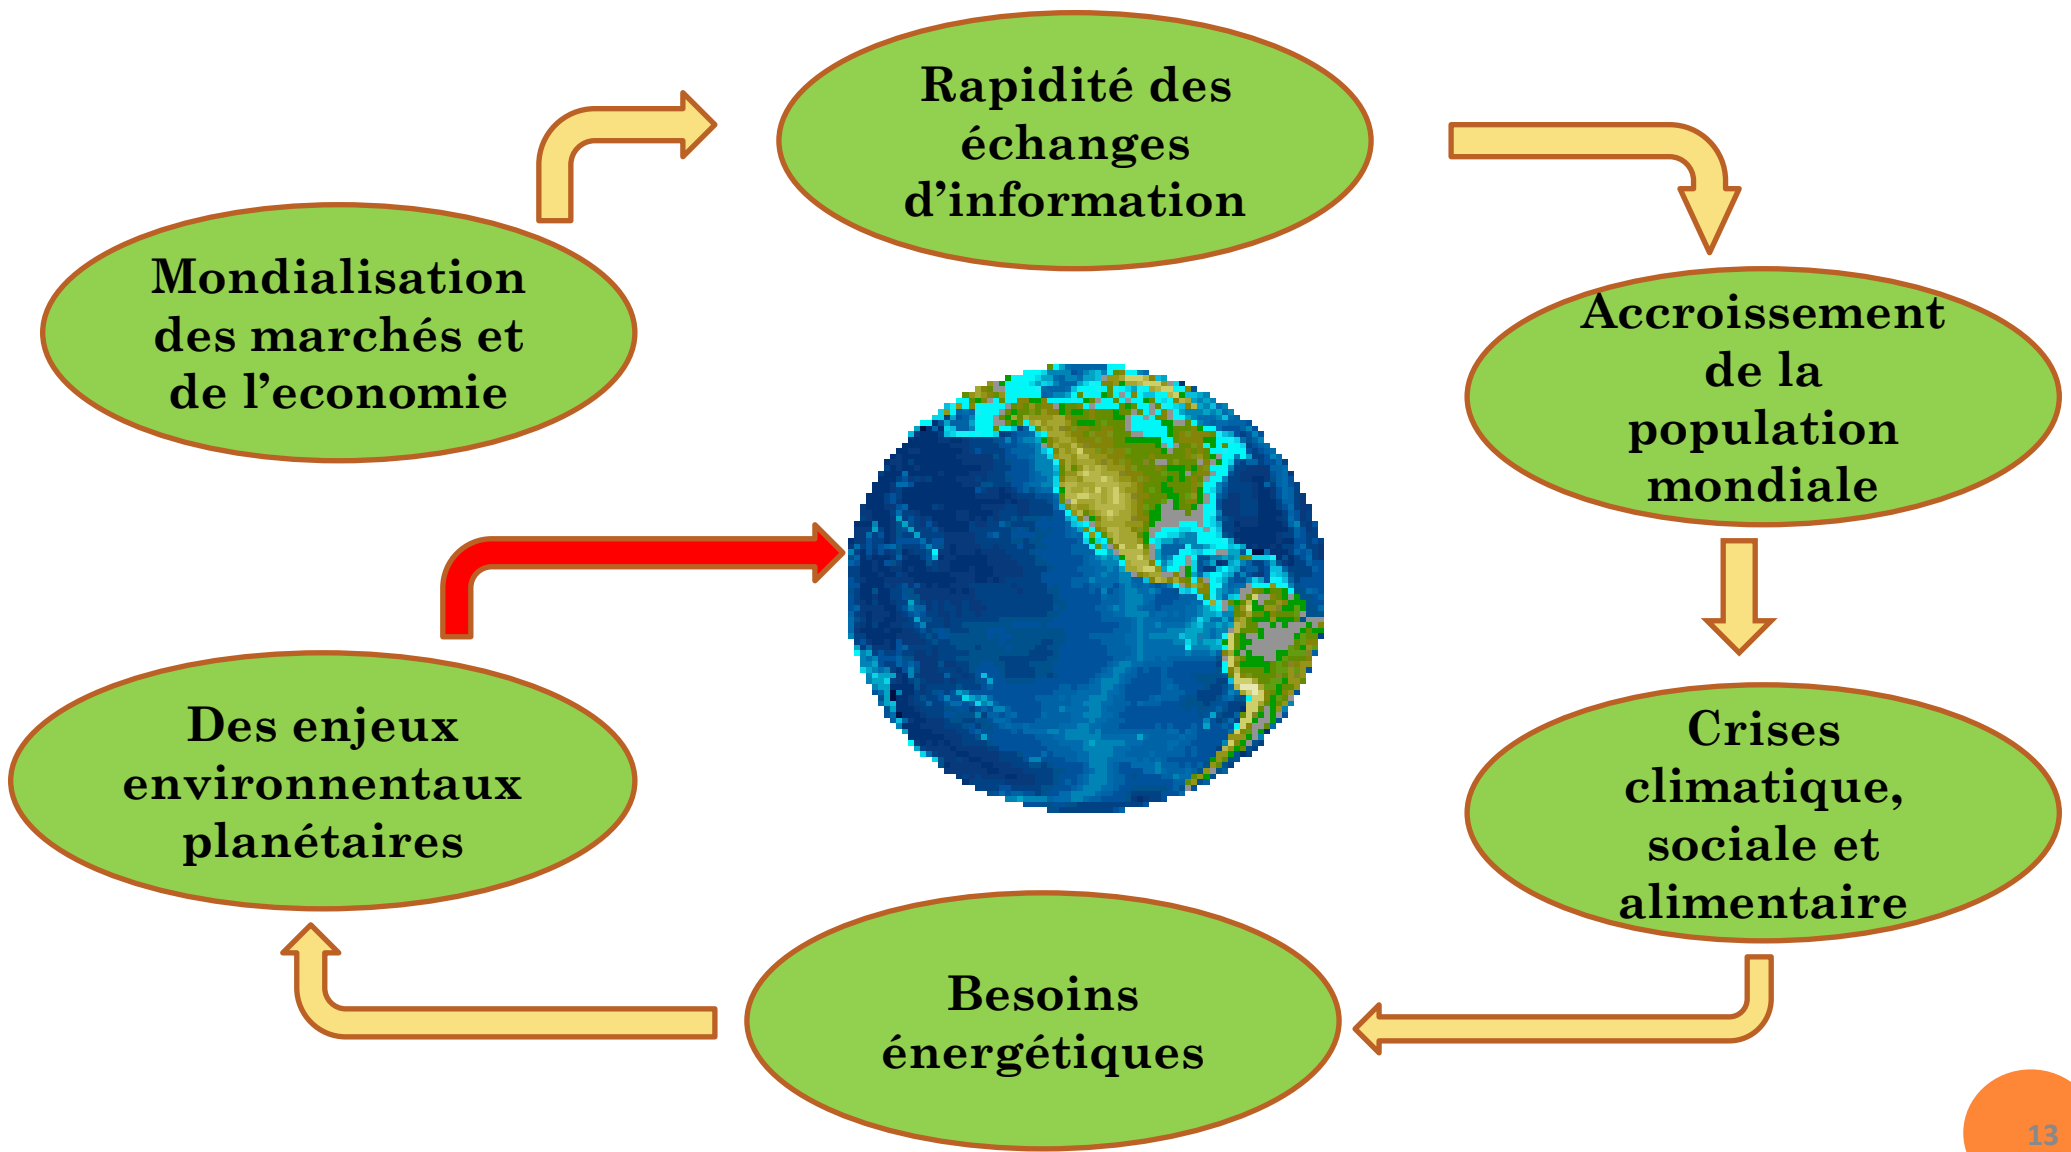 Rapidité des
échanges
d’information
Mondialisation
des marchés et
de l’economie
Accroissement
de la
population
mondiale
Des enjeux
environnentaux
planétaires
Crises
climatique,
sociale et
alimentaire
Besoins
énergétiques
13